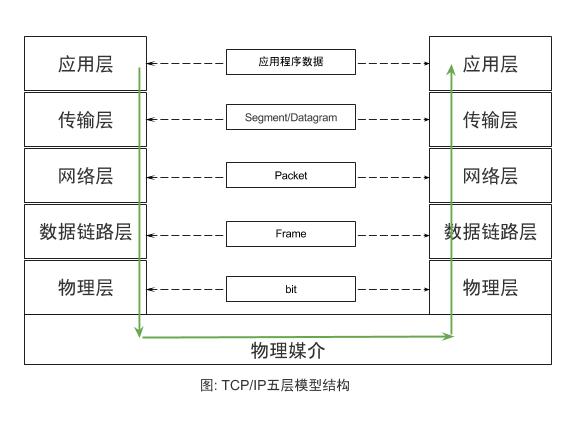 应用层
应用程序数据
应用层
传输层
Segment/Datagram
传输层
网络层
Packet
网络层
数据链路层
Frame
数据链路层
物理层
bit
物理层
物理媒介
图: TCP/IP五层模型结构